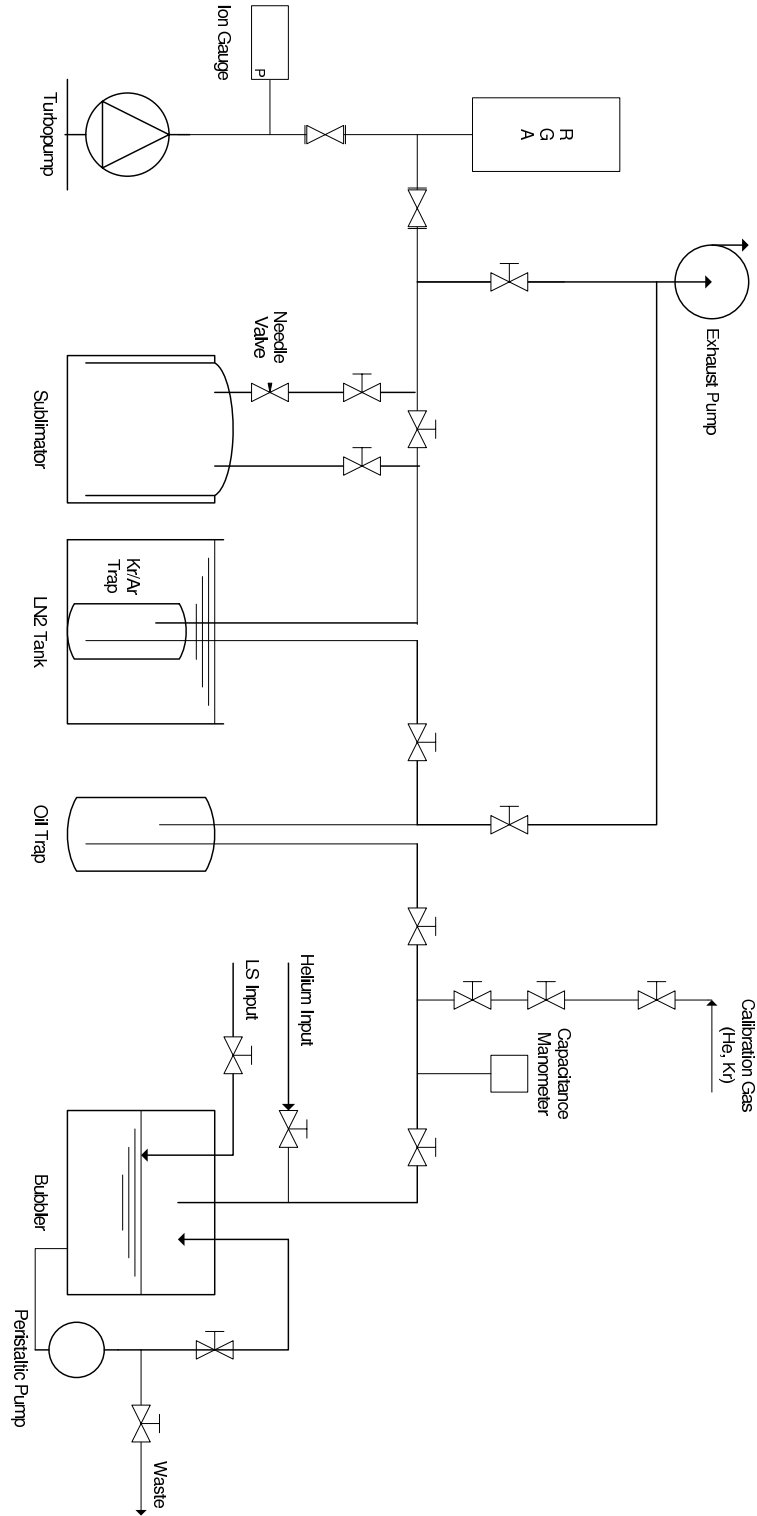 Exhaust Pump
Calibration Gas
(He, Kr)
R
G
A
Capacitance
Manometer
Helium Input
Needle
Valve
P
Ion Gauge
LS Input
Waste
Kr/Ar
Trap
Turbopump
Sublimator
LN2 Tank
Oil Trap
Bubbler
Peristaltic Pump